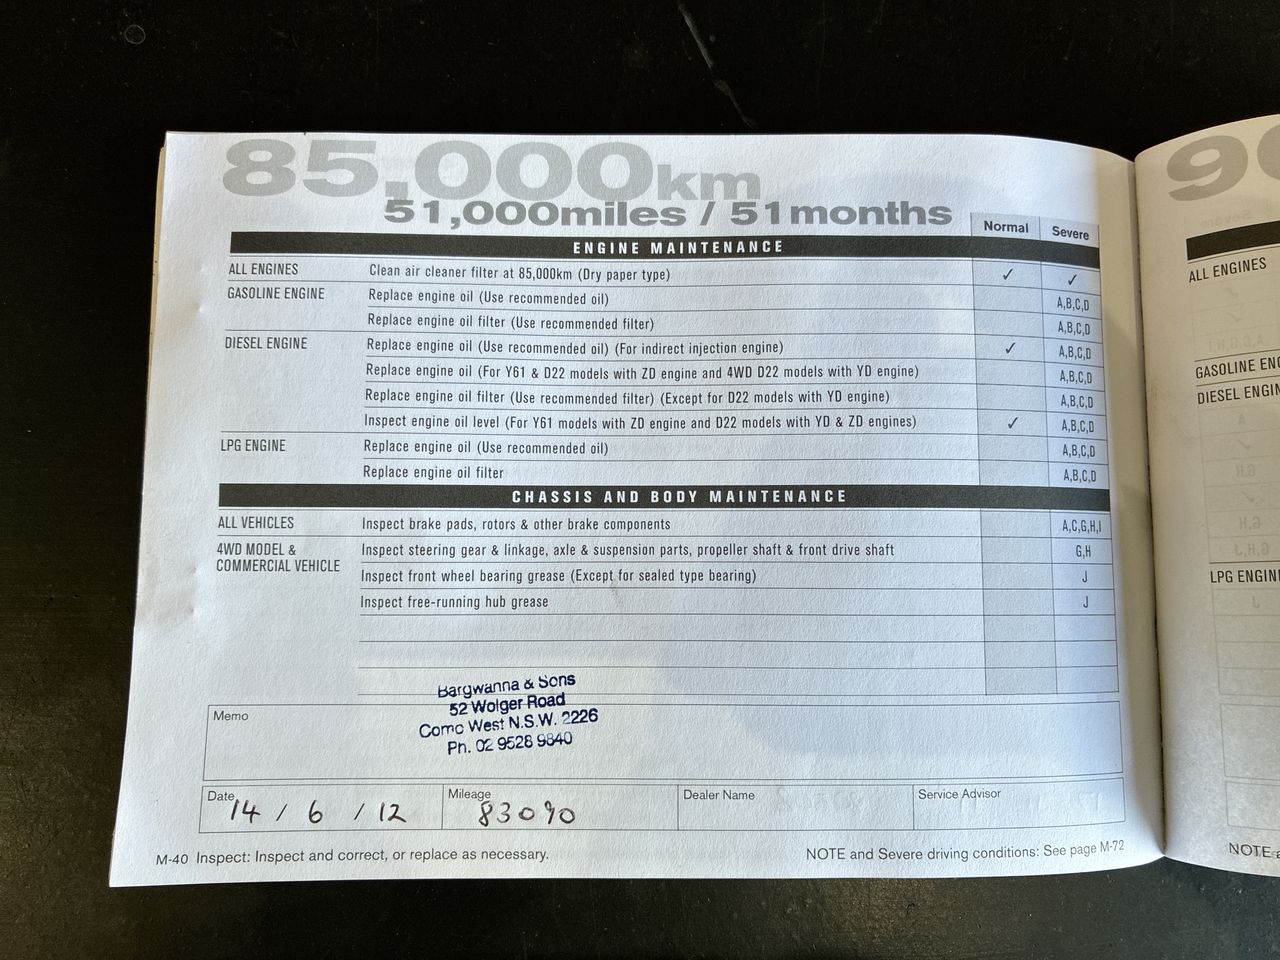 85,000km
51,000miles / 51months
Normal Severe
ENGINE MAINTENANCE
ALL ENGINES Clean air cleaner filter at 85,000km (Dry paper type) ✓ ✓
GASOLINE ENGINE Replace engine oil (Use recommended oil) A,B,C,D
Replace engine oil filter (Use recommended filter) A,B,C,D
DIESEL ENGINE Replace engine oil (Use recommended oil) (For indirect injection engine) ✓ A,B,C,D
Replace engine oil (For Y61 & D22 models with ZD engine and 4WD D22 models with YD engine) A,B,C,D
Replace engine oil filter (Use recommended filter) (Except for D22 models with YD engine) A,B,C,D
Inspect engine oil level (For Y61 models with ZD engine and D22 models with YD & ZD engines) ✓ A,B,C,D
LPG ENGINE Replace engine oil (Use recommended oil) A,B,C,D
Replace engine oil filter A,B,C,D
CHASSIS AND BODY MAINTENANCE
ALL VEHICLES Inspect brake pads, rotors & other brake components A,C,G,H,I
4WD MODEL & COMMERCIAL VEHICLE Inspect steering gear & linkage, axle & suspension parts, propeller shaft & front drive shaft G,H
Inspect front wheel bearing grease (Except for sealed type bearing) J
Inspect free-running hub grease J
Bargwanna & Sons
52 Wolger Road
Como West N.S.W. 2226
Pn. 02 9528 9840
Memo
Date 14 / 6 / 12 Mileage 83090 Dealer Name Service Advisor
M-40 Inspect: Inspect and correct, or replace as necessary. NOTE and Severe driving conditions: See page M-72
ALL ENGINES
GASOLINE
DIESEL
LPG
NOTE